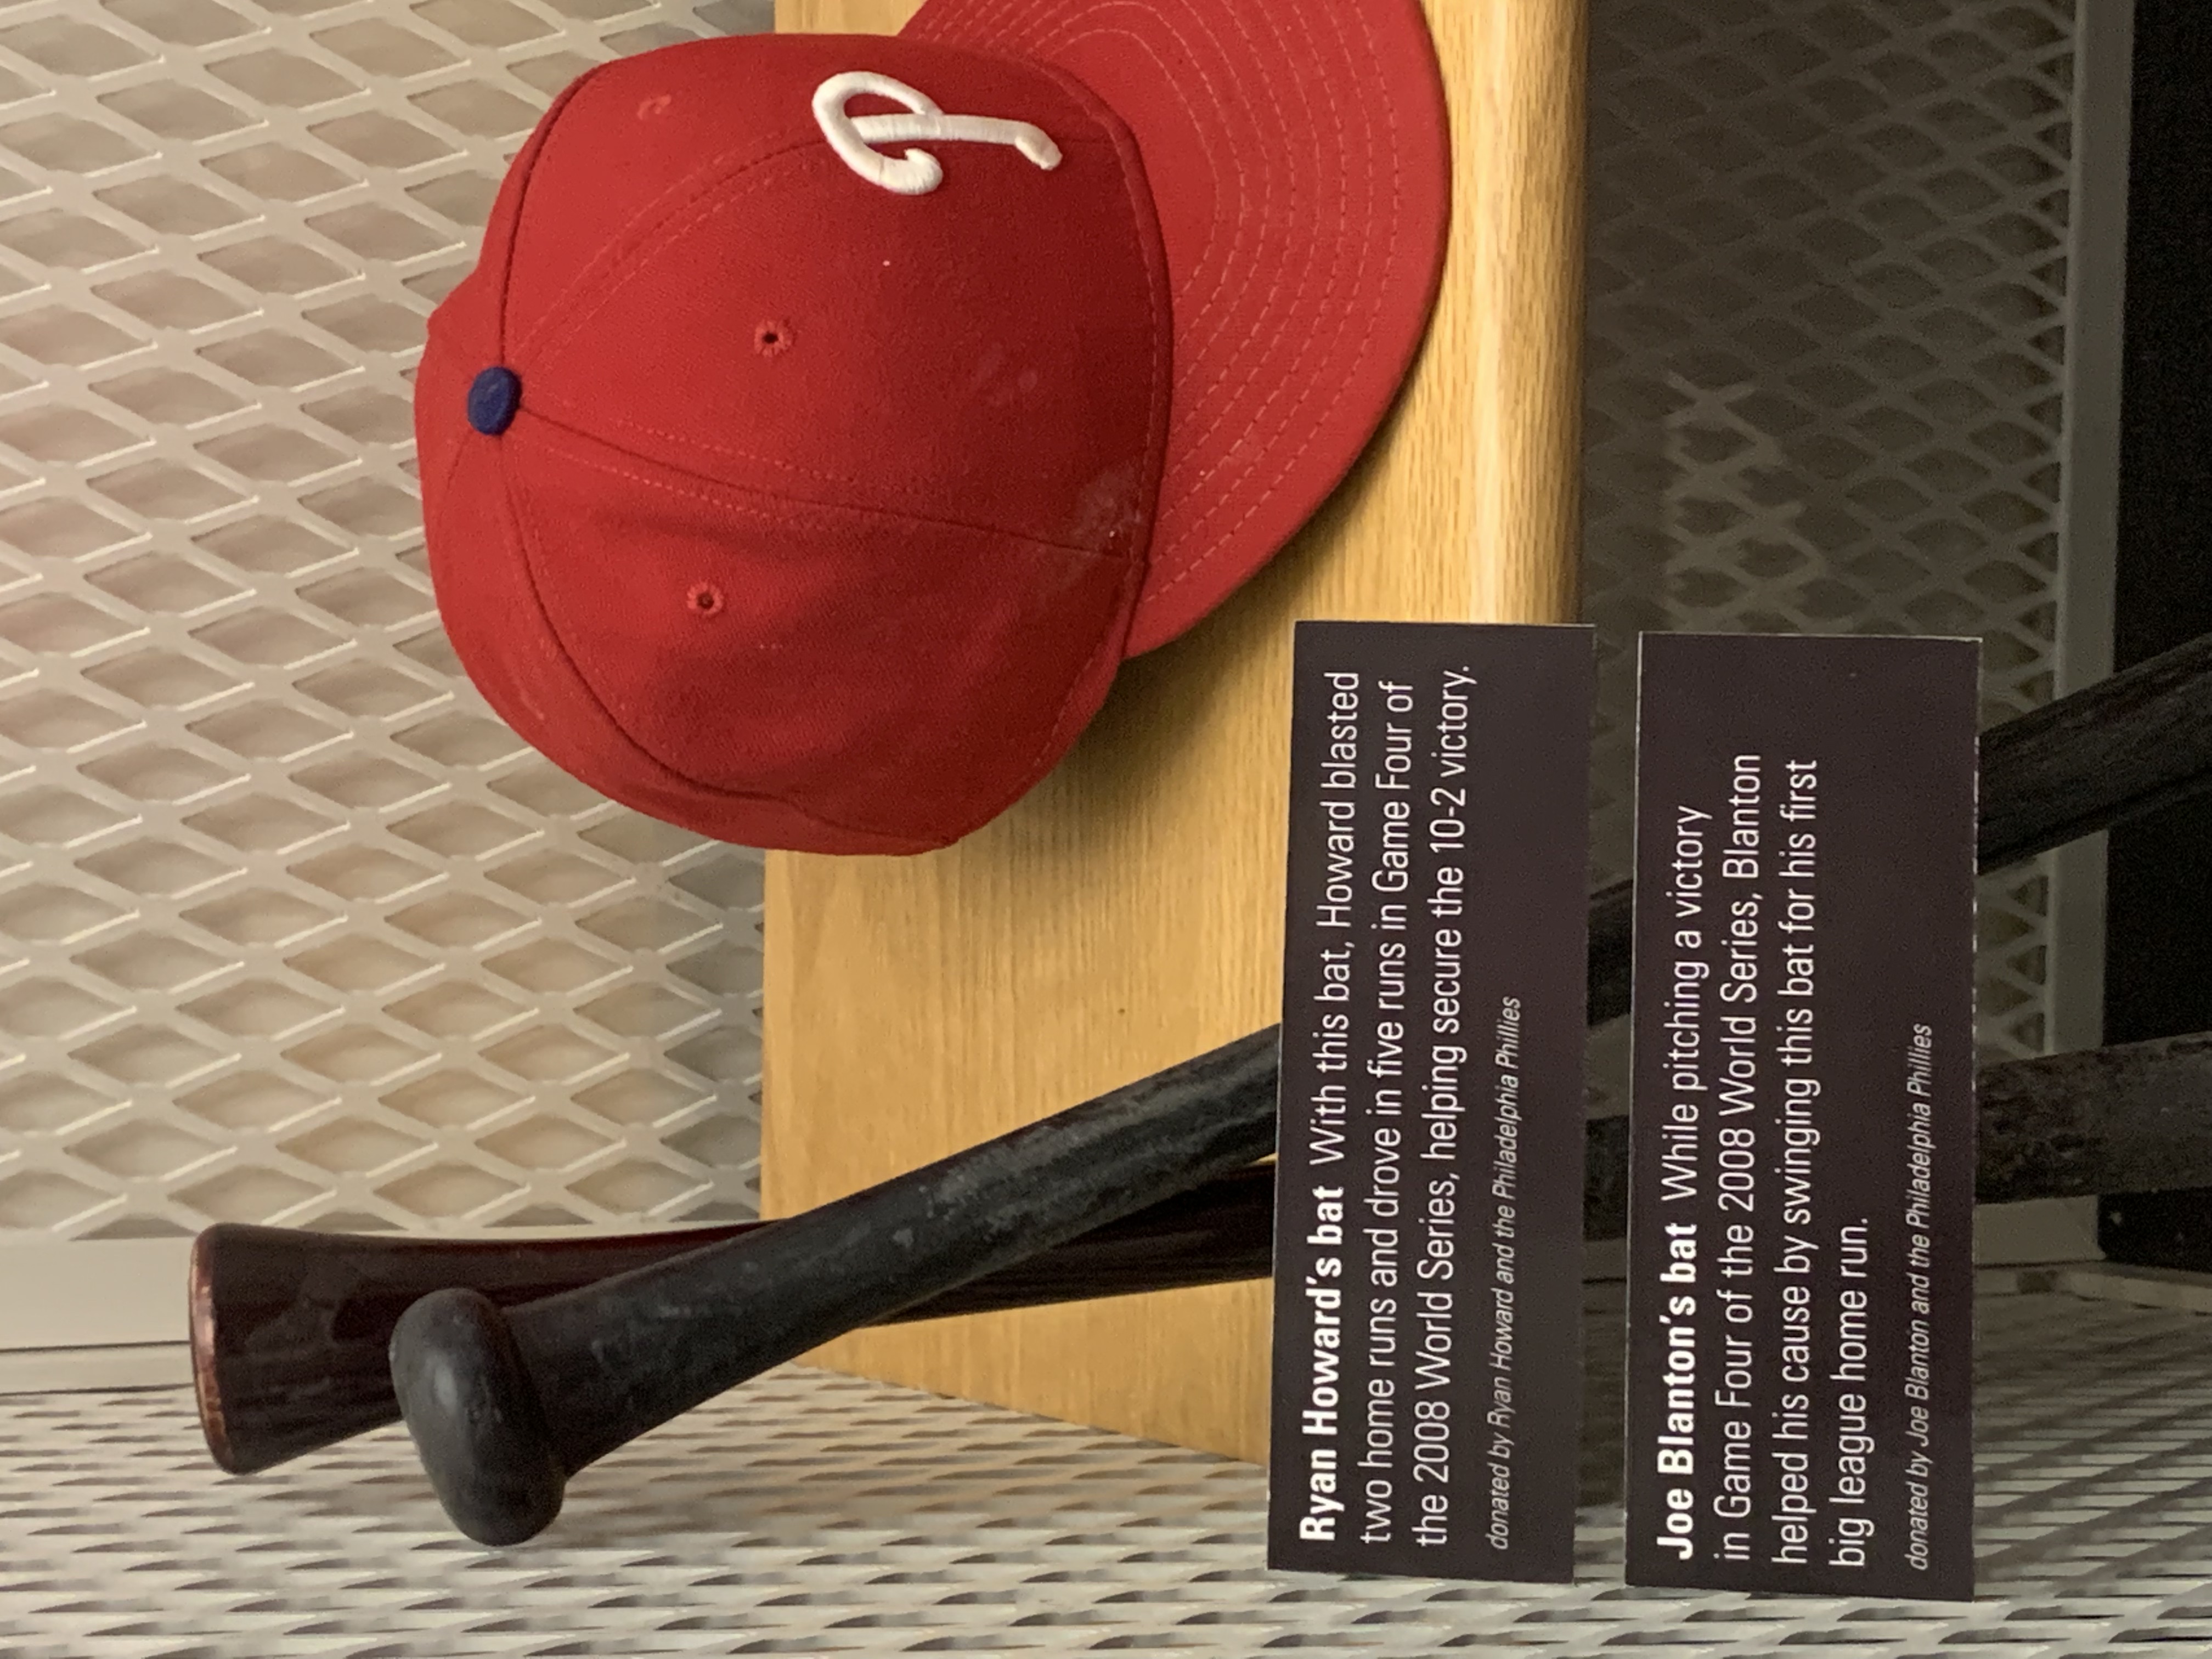 P
Ryan Howard's bat With this bat, Howard blasted
two home runs and drove in five runs in Game Four of
the 2008 World Series, helping secure the 10-2 victory.
donated by Ryan Howard and the Philadelphia Phillies
Joe Blanton's bat While pitching a victory
in Game Four of the 2008 World Series, Blanton
helped his cause by swinging this bat for his first
big league home run.
donated by Joe Blanton and the Philadelphia Phillies